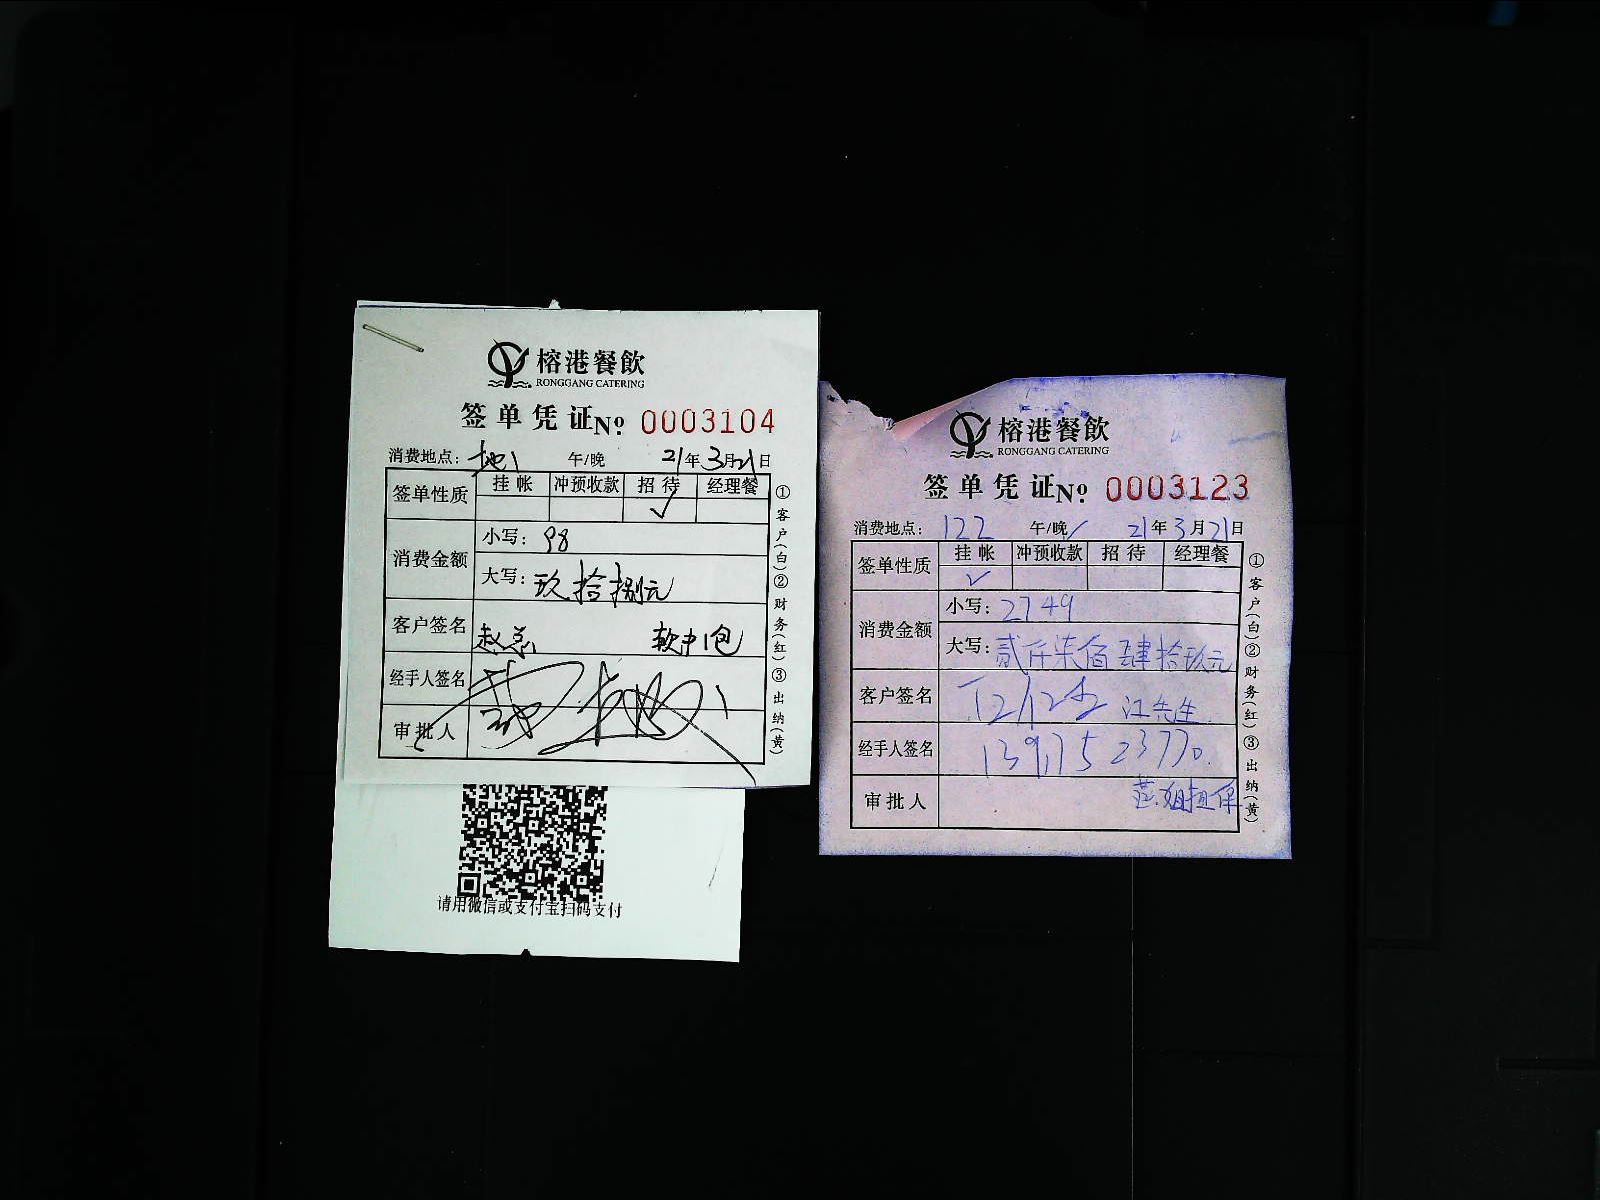 榕港餐飲
RONGGANG CATERING
签单凭证 No: 0003104
消费地点: 午/晚 21年3月21日
签单性质 挂帐 冲预收款 招待 经理餐
✓
消费金额 小写: 98
大写: 玖拾捌元
客户签名 赵总 软中1包
经手人签名
审批人
①客户(白)②财务(红)③出纳(黄)
请用微信或支付宝扫码支付
榕港餐飲
RONGGANG CATERING
签单凭证 No: 0003123
消费地点: 122 午/晚✓ 21年3月21日
签单性质 挂帐 冲预收款 招待 经理餐
✓
消费金额 小写: 2749
大写: 贰仟柒佰肆拾玖元
客户签名 江先生
经手人签名 13917523770.
审批人 姐担保
①客户(白)②财务(红)③出纳(黄)